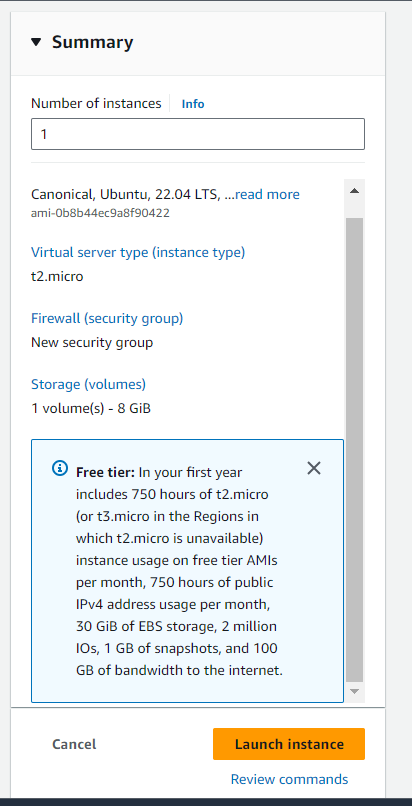 Summary
Number of instances Info
1
Canonical, Ubuntu, 22.04 LTS, ...read more
ami-0b8b44ec9a8f90422
Virtual server type (instance type)
t2.micro
Firewall (security group)
New security group
Storage (volumes)
1 volume(s) - 8 GiB
Free tier: In your first year
includes 750 hours of t2.micro
(or t3.micro in the Regions in
which t2.micro is unavailable)
instance usage on free tier AMIs
per month, 750 hours of public
IPv4 address usage per month,
30 GiB of EBS storage, 2 million
IOs, 1 GB of snapshots, and 100
GB of bandwidth to the internet.
Cancel
Launch instance
Review commands